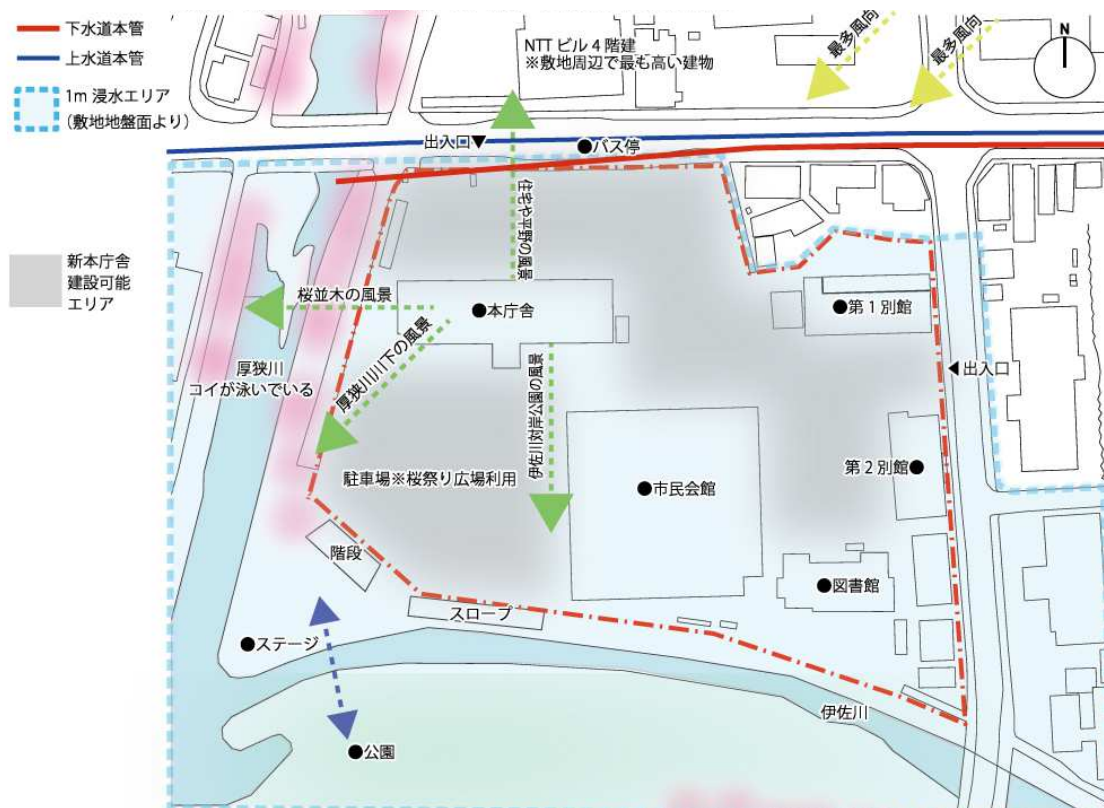 下水道本管
上水道本管
1m 浸水エリア
(敷地地盤面より)
新本庁舎
建設可能
エリア
NTT ビル 4 階建
※敷地周辺で最も高い建物
最多風向
最多風向
N
出入口▼
●バス停
住宅や平野の風景
桜並木の風景
●本庁舎
●第1別館
厚狭川川下の風景
伊佐川対岸公園の風景
◀出入口
厚狭川
コイが泳いでいる
駐車場※桜祭り広場利用
●市民会館
第2別館●
階段
●図書館
スロープ
●ステージ
伊佐川
●公園